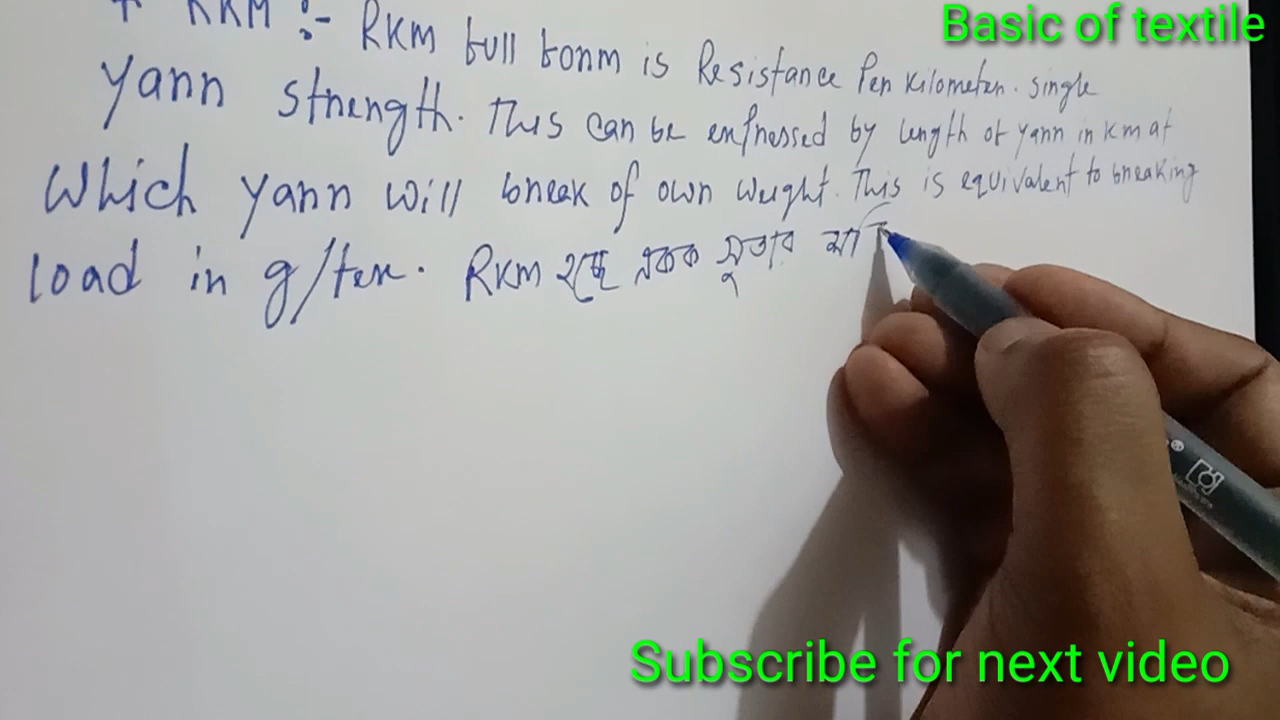 Basic of textile
* RKM :- RKM full form is Resistance Per Kilometer. Single
yarn strength. This can be expressed by length of yarn in km at
which yarn will break of own weight. This is equivalent to breaking
load in g/tex. RKM হচ্ছে একক সুতার
Subscribe for next video